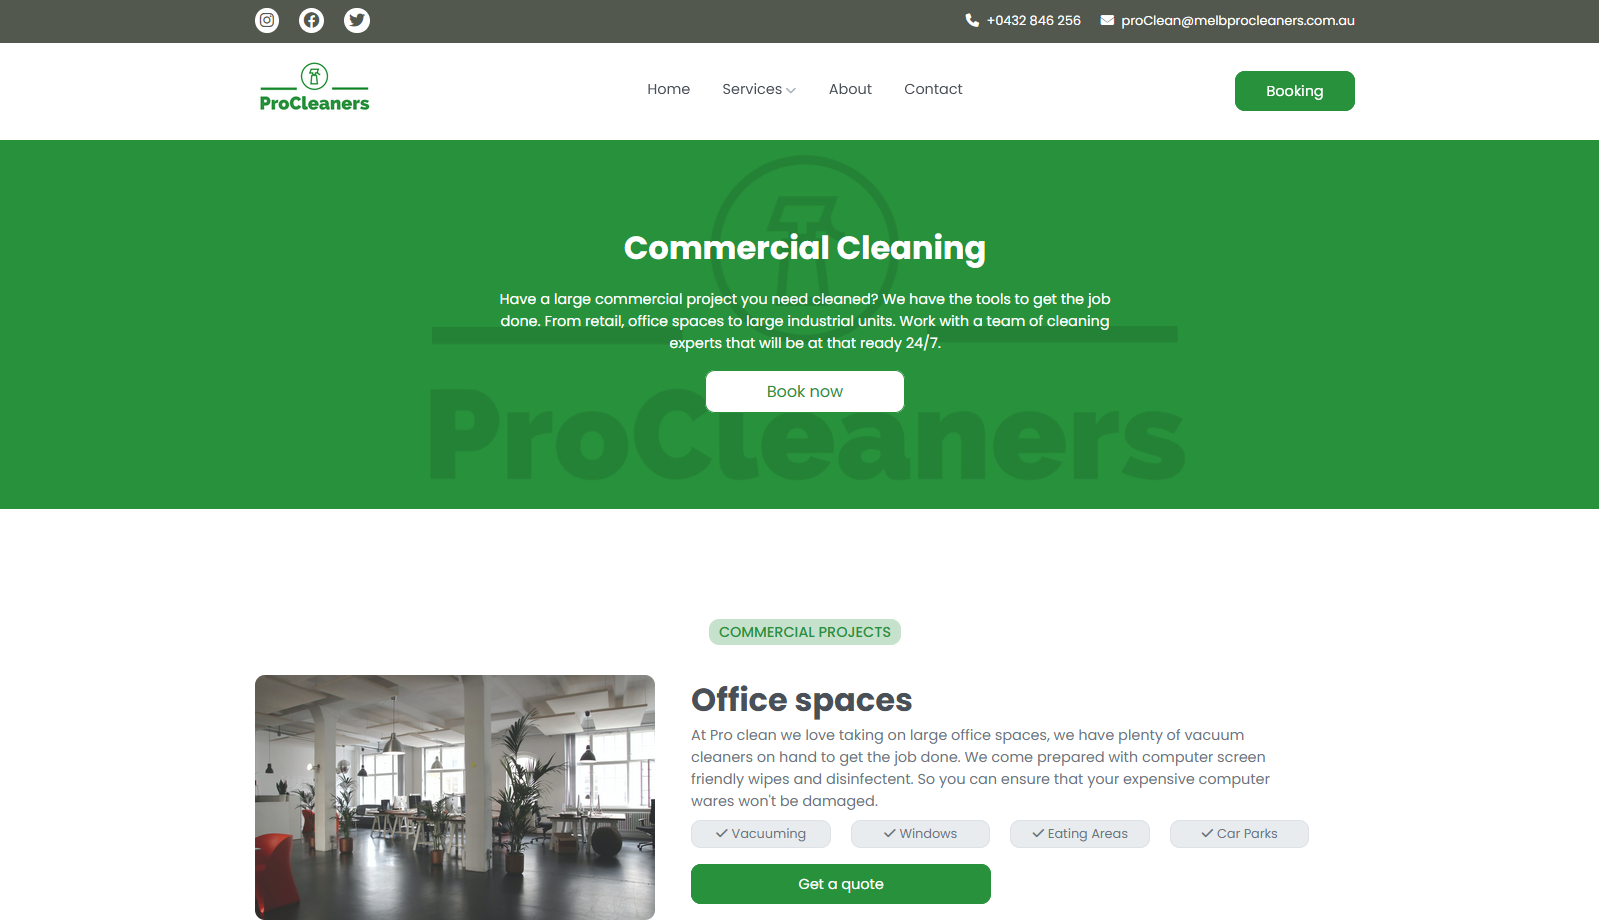 +0432 846 256 proClean@melbprocleaners.com.au
ProCleaners
Home Services About Contact
Booking
Commercial Cleaning
Have a large commercial project you need cleaned? We have the tools to get the job
done. From retail, office spaces to large industrial units. Work with a team of cleaning
experts that will be at that ready 24/7.
Book now
ProCleaners
COMMERCIAL PROJECTS
Office spaces
At Pro clean we love taking on large office spaces, we have plenty of vacuum
cleaners on hand to get the job done. We come prepared with computer screen
friendly wipes and disinfectent. So you can ensure that your expensive computer
wares won't be damaged.
Vacuuming Windows Eating Areas Car Parks
Get a quote